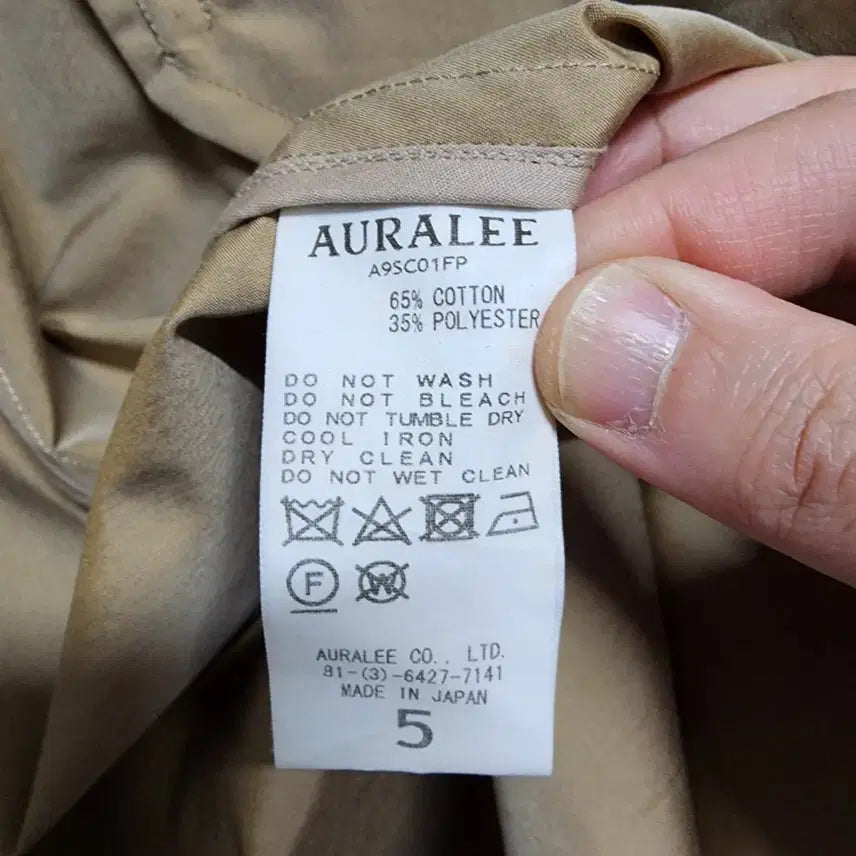 AURALEE
A9SC01FP
65% COTTON
35% POLYESTER
DO NOT WASH
DO NOT BLEACH
DO NOT TUMBLE DRY
COOL IRON
DRY CLEAN
DO NOT WET CLEAN
F W
AURALEE CO., LTD.
81-(3)-6427-7141
MADE IN JAPAN
5